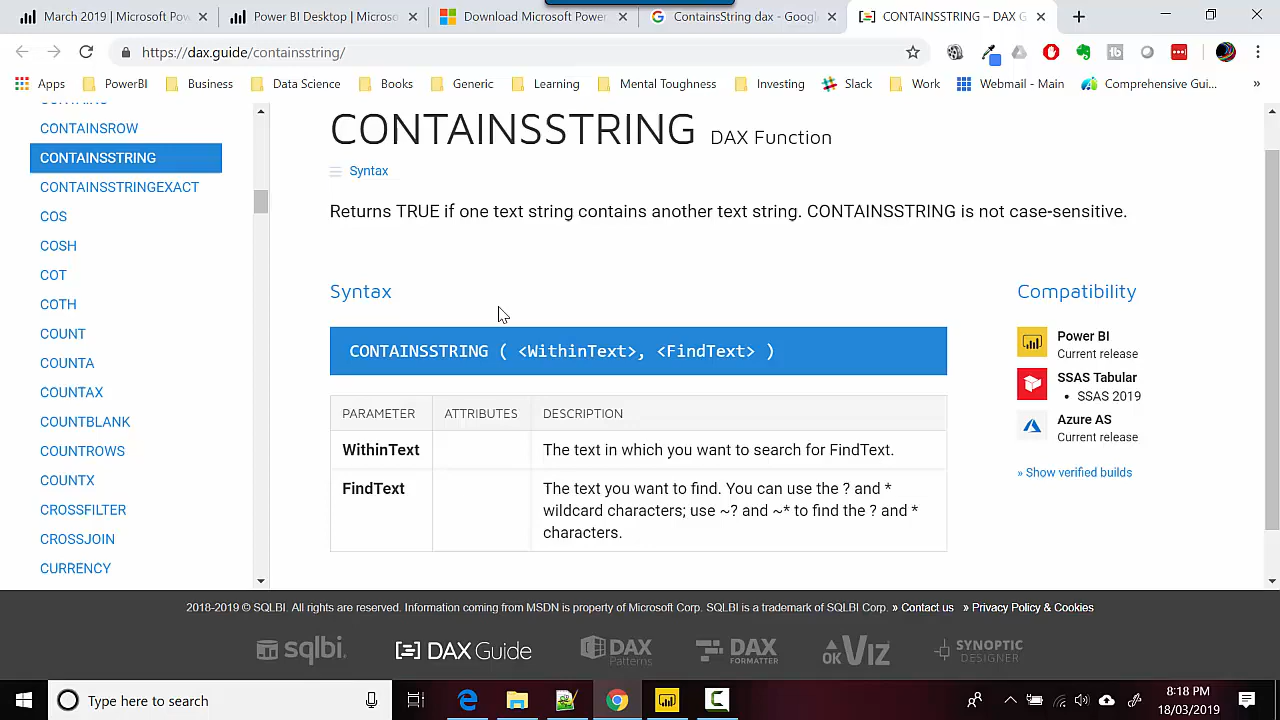 March 2019 | Microsoft Pow
Power BI Desktop | Micros
Download Microsoft Power
ContainsString dax - Googl
CONTAINSSTRING – DAX G
https://dax.guide/containsstring/
Apps
PowerBI
Business
Data Science
Books
Generic
Learning
Mental Toughness
Investing
Slack
Work
Webmail - Main
Comprehensive Gui...
»
CONTAINS
CONTAINSROW
CONTAINSSTRING
CONTAINSSTRINGEXACT
COS
COSH
COT
COTH
COUNT
COUNTA
COUNTAX
COUNTBLANK
COUNTROWS
COUNTX
CROSSFILTER
CROSSJOIN
CURRENCY
CONTAINSSTRING DAX Function
Syntax
Returns TRUE if one text string contains another text string. CONTAINSSTRING is not case-sensitive.
Syntax
CONTAINSSTRING ( <WithinText>, <FindText> )
PARAMETER ATTRIBUTES DESCRIPTION
WithinText The text in which you want to search for FindText.
FindText The text you want to find. You can use the ? and *
wildcard characters; use ~? and ~* to find the ? and *
characters.
Compatibility
Power BI
Current release
SSAS Tabular
• SSAS 2019
Azure AS
Current release
» Show verified builds
2018-2019 © SQLBI. All rights are reserved. Information coming from MSDN is property of Microsoft Corp. SQLBI is a trademark of SQLBI Corp. » Contact us » Privacy Policy & Cookies
sqlbi.
DAX Guide
DAX Patterns
DAX FORMATTER
OK Viz
SYNOPTIC DESIGNER
Type here to search
8:18 PM
18/03/2019